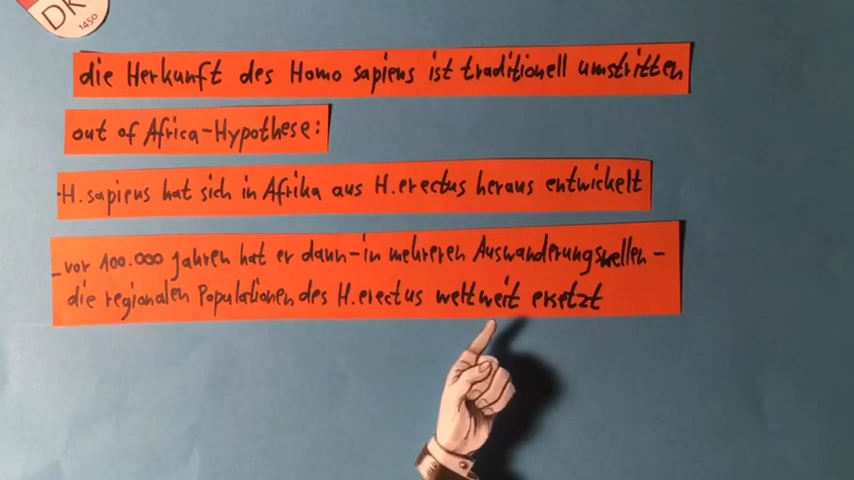 DK
1450
die Herkunft des Homo sapiens ist traditionell umstritten
out of Africa-Hypothese:
-H. sapiens hat sich in Afrika aus H. erectus heraus entwickelt
-vor 100.000 Jahren hat er dann-in mehreren Auswanderungswellen-
die regionalen Populationen des H. erectus weltweit ersetzt